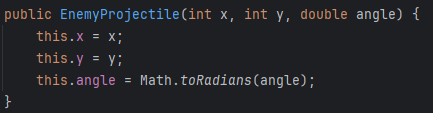 public EnemyProjectile(int x, int y, double angle) {
    this.x = x;
    this.y = y;
    this.angle = Math.toRadians(angle);
}